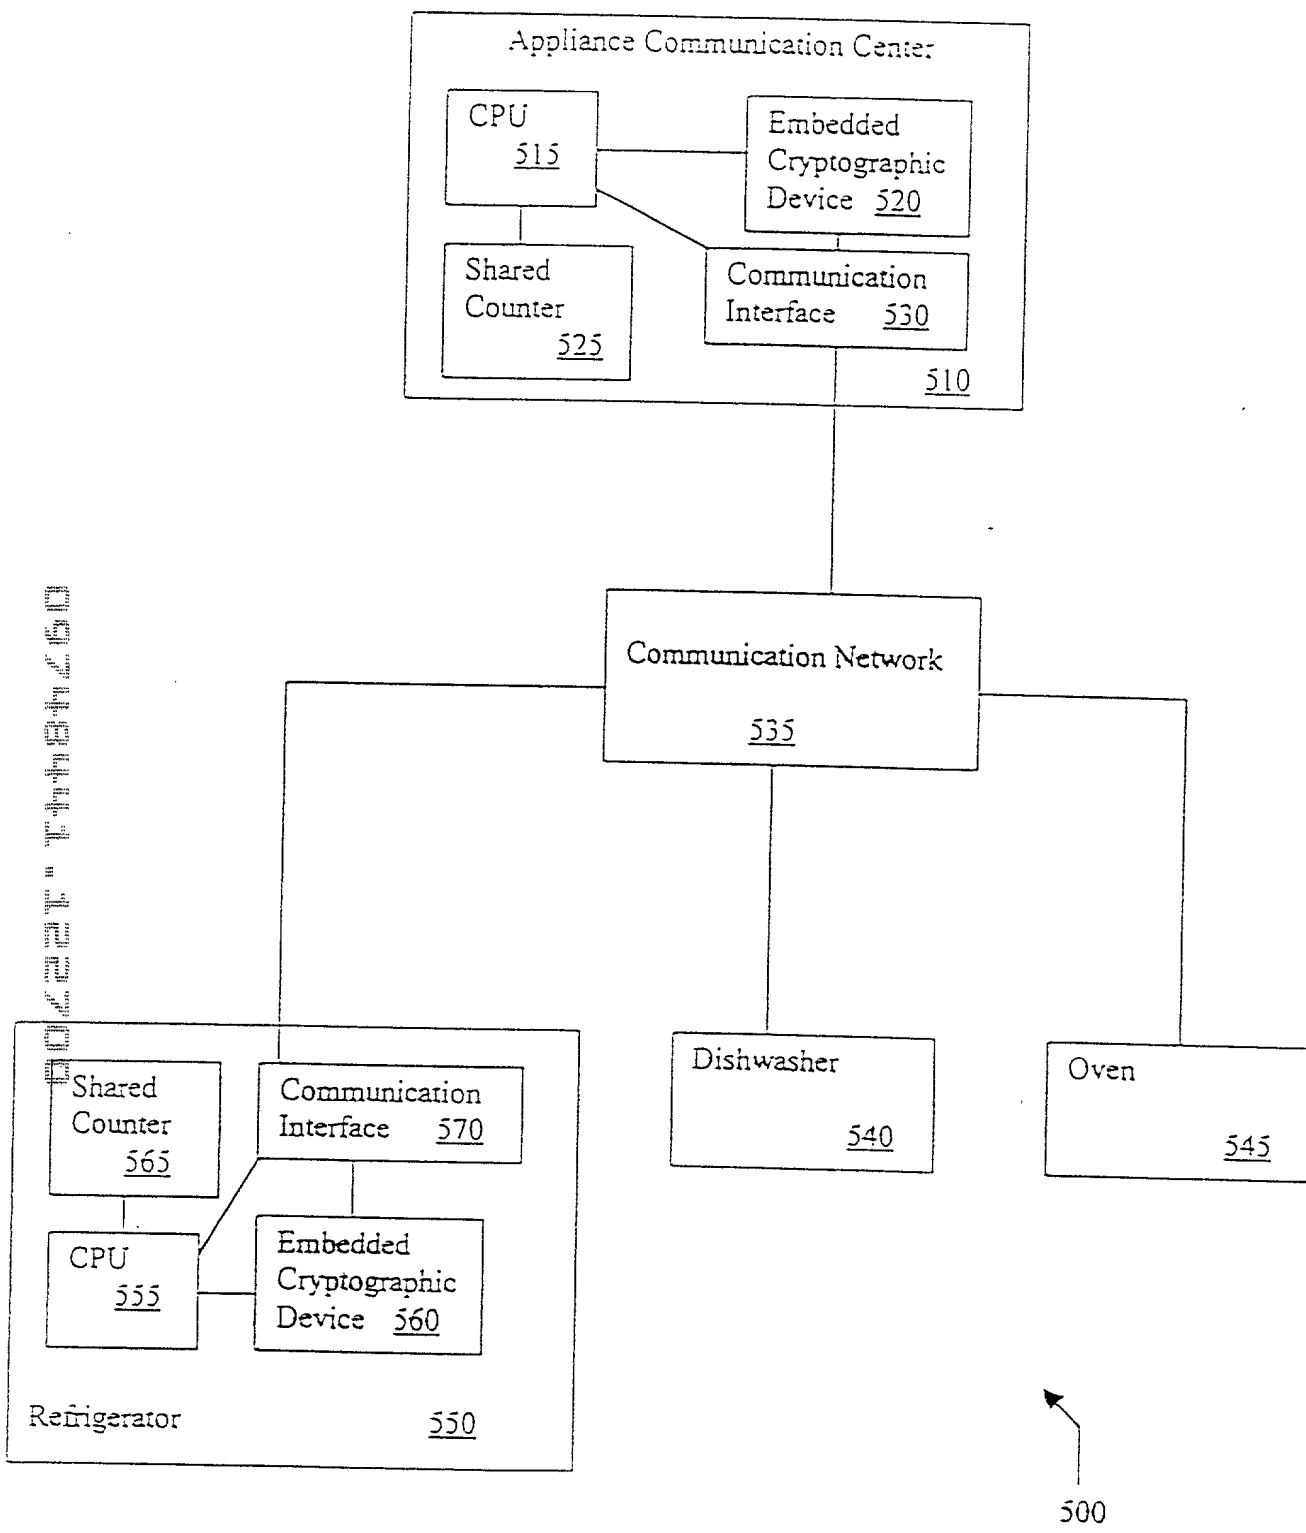 Appliance Communication Center
CPU
515
Embedded
Cryptographic
Device 520
Shared
Counter
525
Communication
Interface 530
510
Communication Network
535
Shared
Counter
565
Communication
Interface 570
CPU
555
Embedded
Cryptographic
Device 560
Refrigerator 550
Dishwasher
540
Oven
545
500